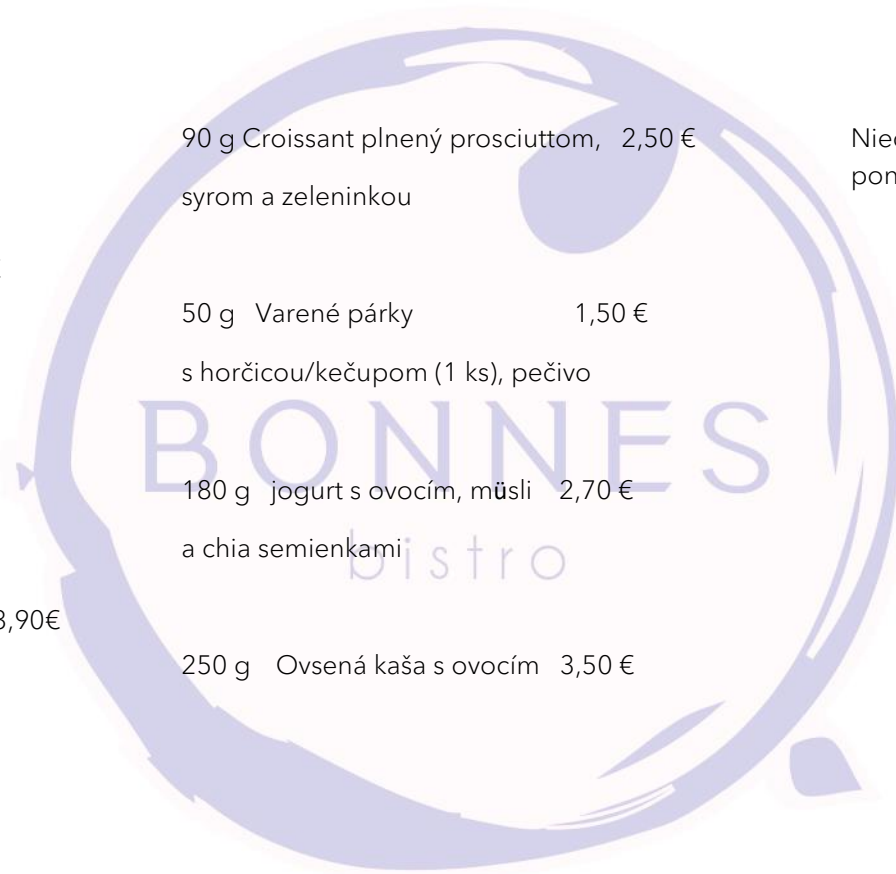 90 g Croissant plnený prosciuttom, 2,50 €
syrom a zeleninkou
50 g Varené párky 1,50 €
s horčicou/kečupom (1 ks), pečivo
BONNES
180 g jogurt s ovocím, müsli 2,70 €
a chia semienkami
bistro
,90€
250 g Ovsená kaša s ovocím 3,50 €